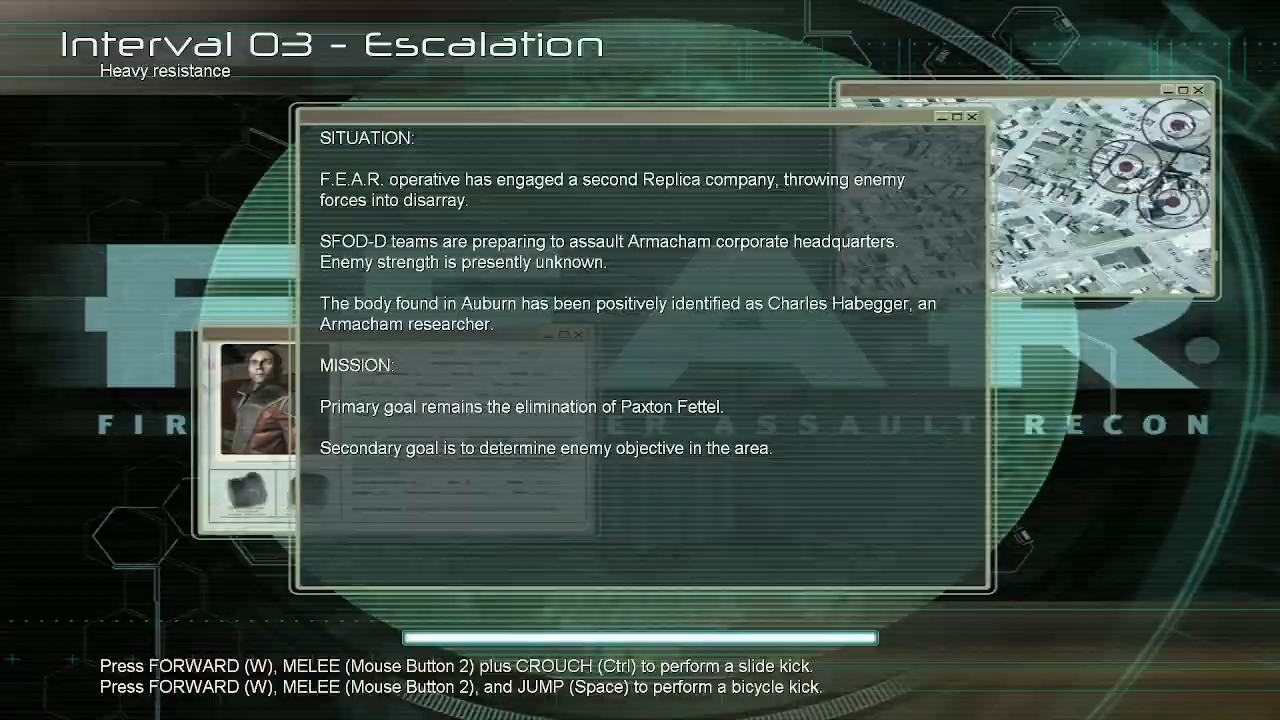 Interval 03 - Escalation
Heavy resistance
SITUATION:
F.E.A.R. operative has engaged a second Replica company, throwing enemy
forces into disarray.
SFOD-D teams are preparing to assault Armacham corporate headquarters.
Enemy strength is presently unknown.
The body found in Auburn has been positively identified as Charles Habegger, an
Armacham researcher.
MISSION:
Primary goal remains the elimination of Paxton Fettel.
Secondary goal is to determine enemy objective in the area.
F.E.A.R.
FIR ER ASSAULT RECON
Press FORWARD (W), MELEE (Mouse Button 2) plus CROUCH (Ctrl) to perform a slide kick.
Press FORWARD (W), MELEE (Mouse Button 2), and JUMP (Space) to perform a bicycle kick.